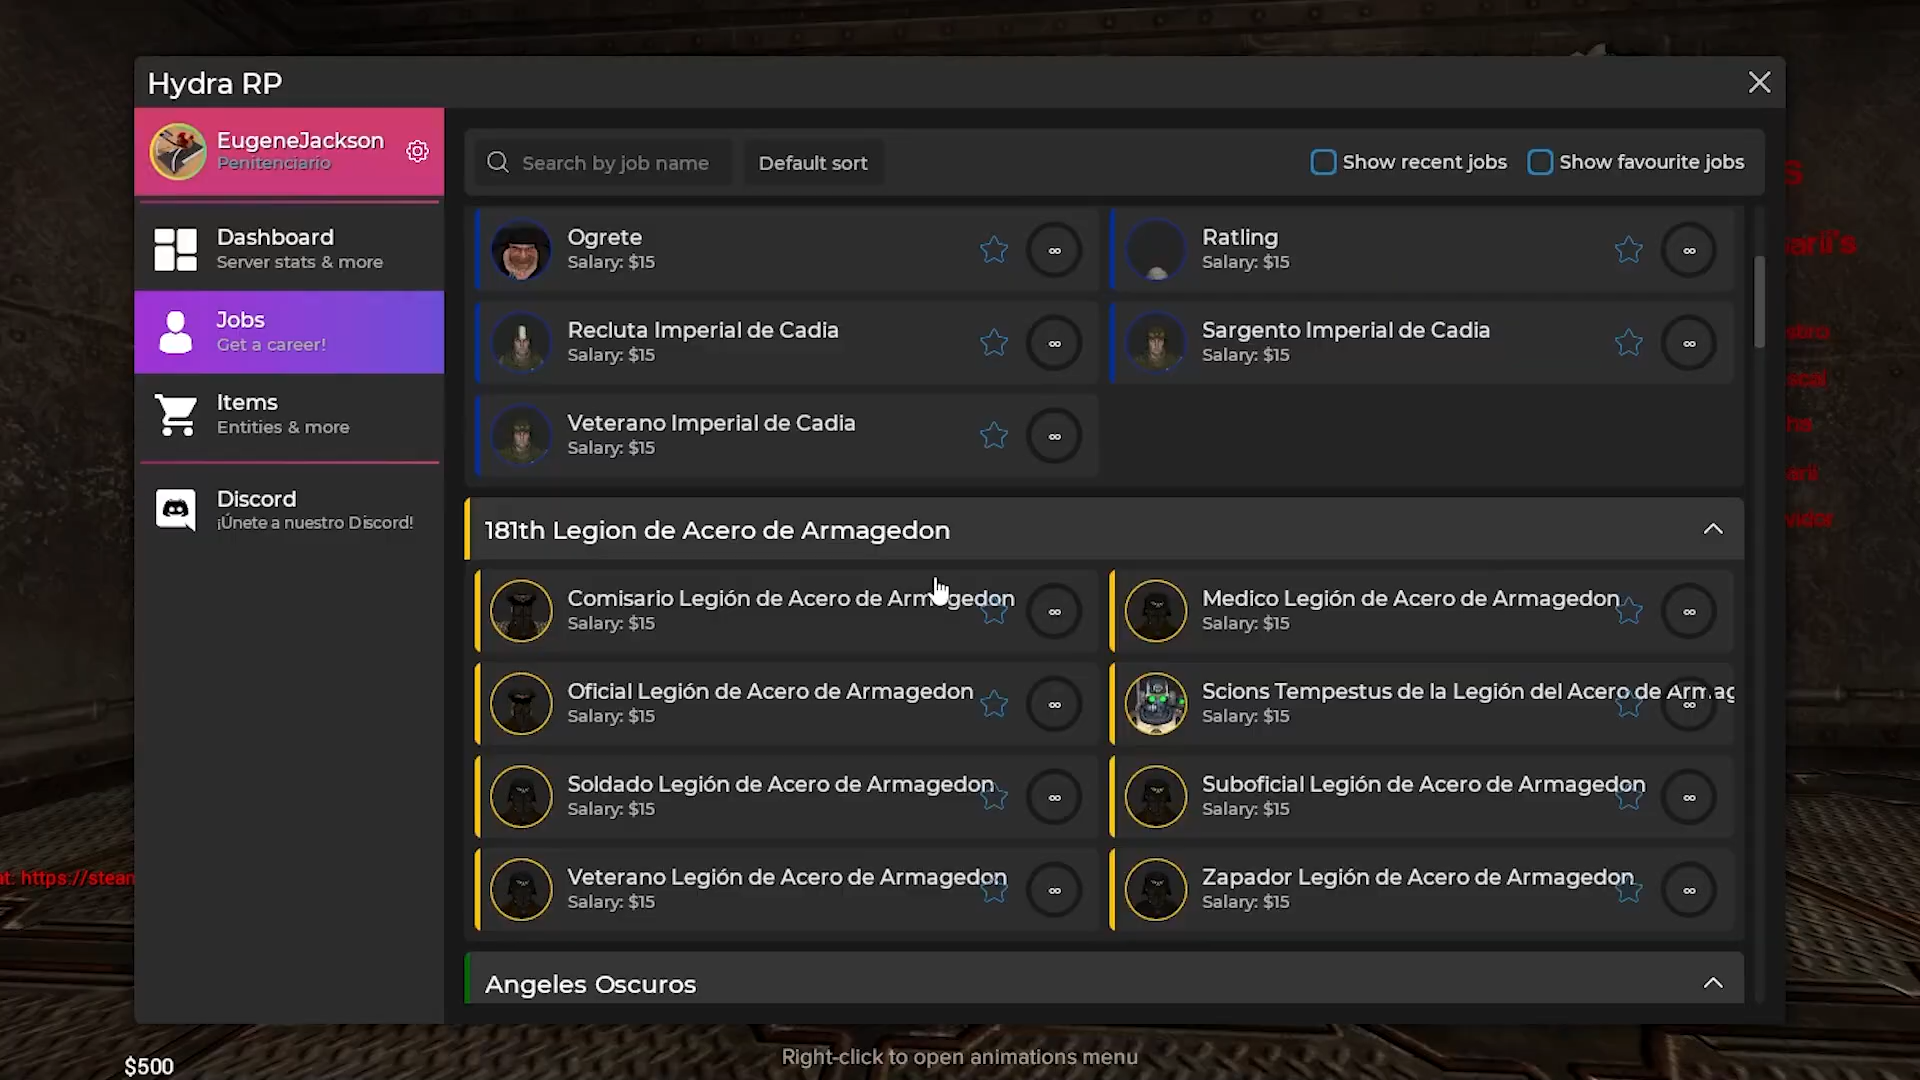 Hydra RP
EugeneJackson
Penitenciario
Dashboard
Server stats & more
Jobs
Get a career!
Items
Entities & more
Discord
¡Únete a nuestro Discord!
Search by job name
Default sort
Show recent jobs
Show favourite jobs
Ogrete
Salary: $15
∞
Ratling
Salary: $15
∞
Recluta Imperial de Cadia
Salary: $15
∞
Sargento Imperial de Cadia
Salary: $15
∞
Veterano Imperial de Cadia
Salary: $15
∞
181th Legion de Acero de Armagedon
Comisario Legión de Acero de Armagedon
Salary: $15
∞
Medico Legión de Acero de Armagedon
Salary: $15
∞
Oficial Legión de Acero de Armagedon
Salary: $15
∞
Scions Tempestus de la Legión del Acero de Armag
Salary: $15
∞
Soldado Legión de Acero de Armagedon
Salary: $15
∞
Suboficial Legión de Acero de Armagedon
Salary: $15
∞
Veterano Legión de Acero de Armagedon
Salary: $15
∞
Zapador Legión de Acero de Armagedon
Salary: $15
∞
Angeles Oscuros
at: https://steam
Right-click to open animations menu
$500